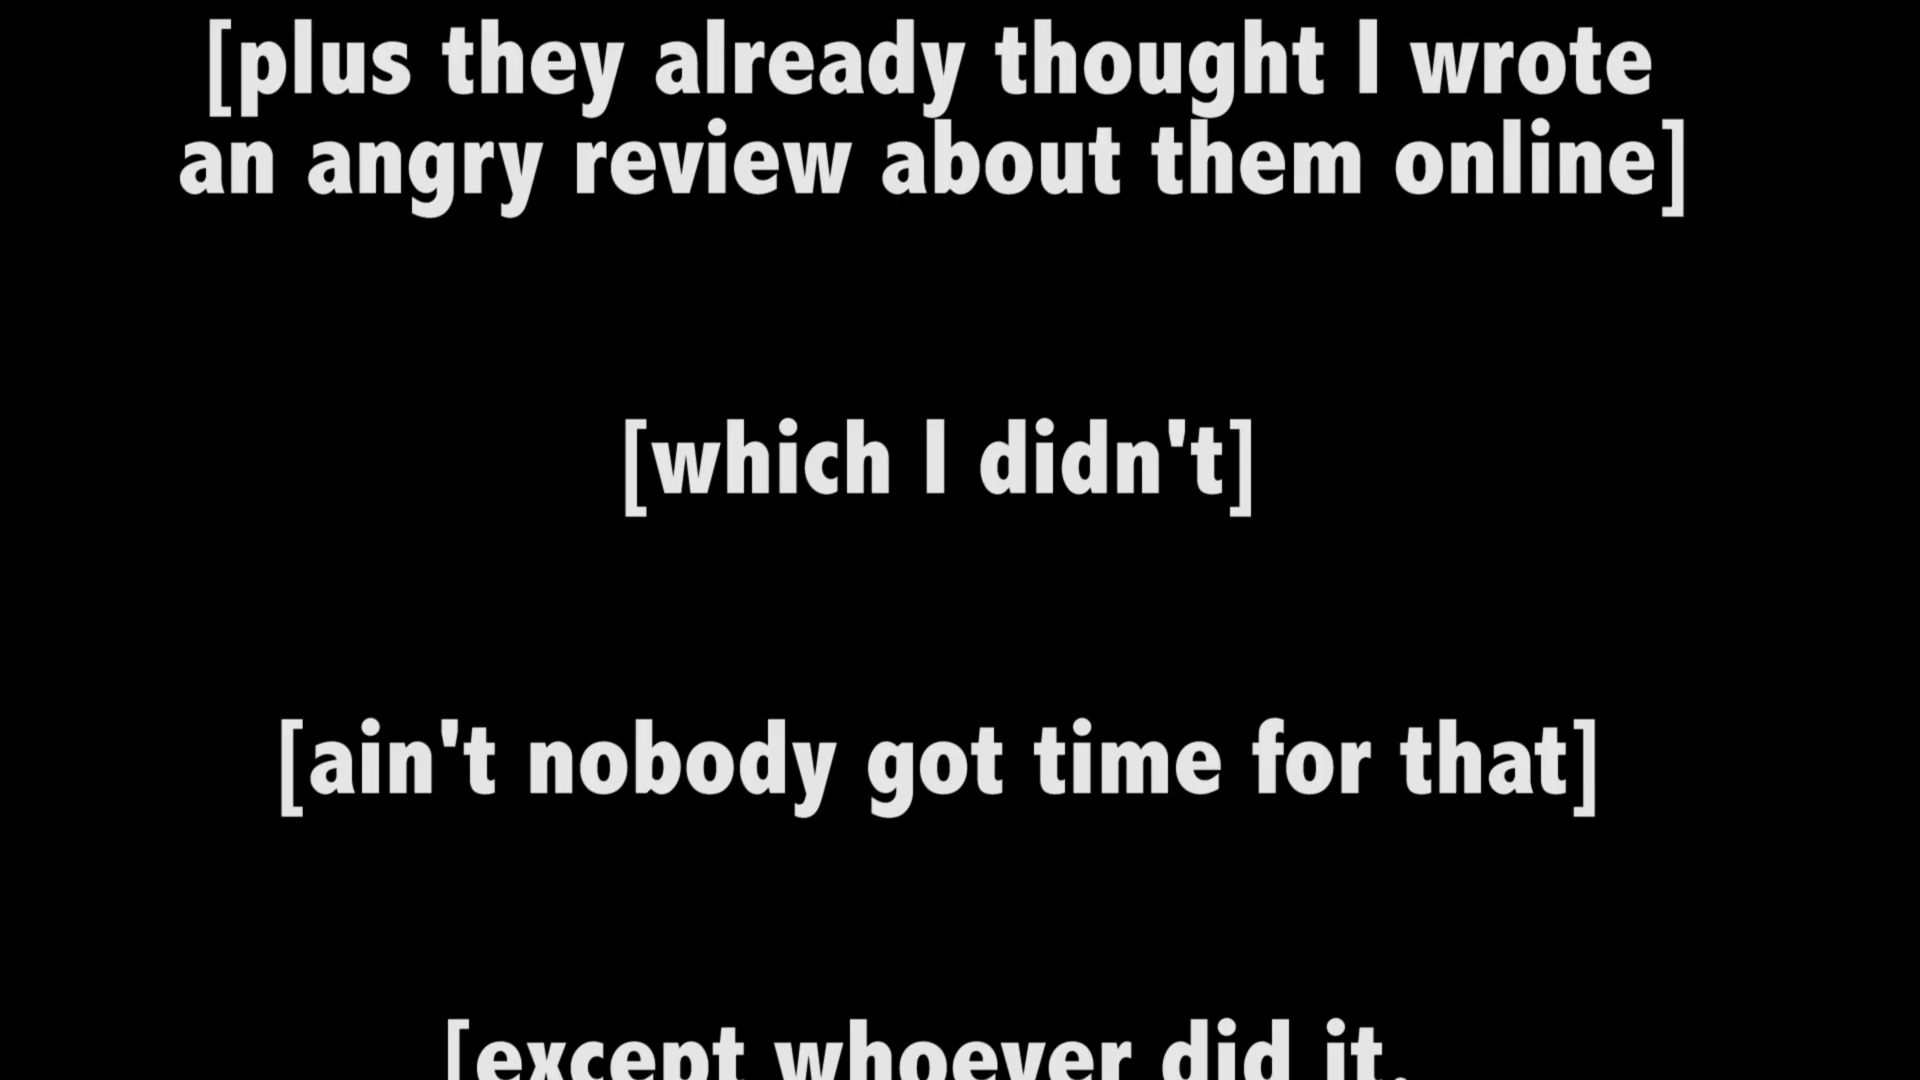 [plus they already thought I wrote
an angry review about them online]
[which I didn't]
[ain't nobody got time for that]
[except whoever did it.